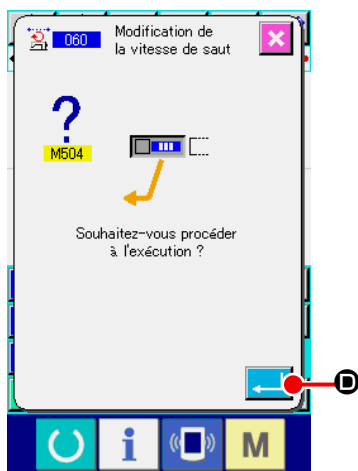 060
Modification de
la vitesse de saut
?
M504
Souhaitez-vous procéder
à l'exécution ?
D
i
M